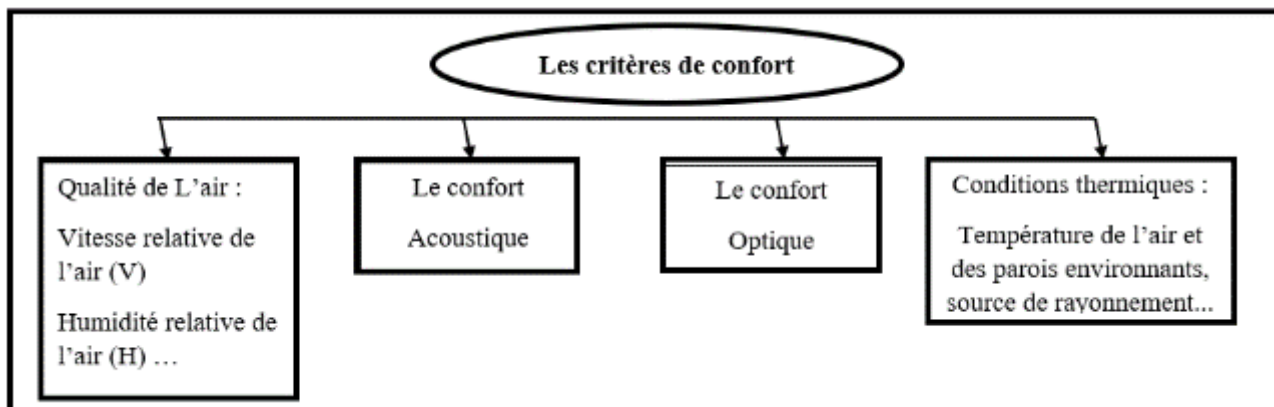 Les critères de confort
Qualité de L’air :
Vitesse relative de
l’air (V)
Humidité relative de
l’air (H) …
Le confort
Acoustique
Le confort
Optique
Conditions thermiques :
Température de l’air et
des parois environnants,
source de rayonnement...